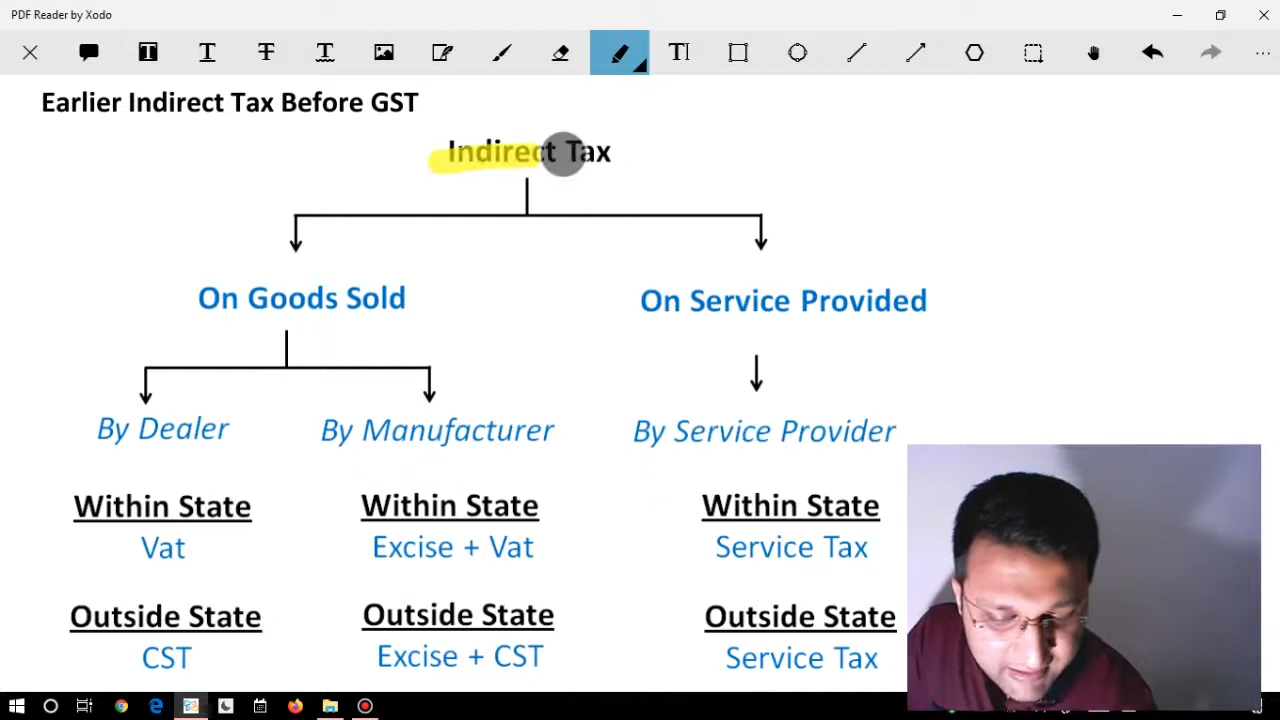 PDF Reader by Xodo
Earlier Indirect Tax Before GST
Indirect Tax
On Goods Sold
On Service Provided
By Dealer
By Manufacturer
By Service Provider
Within State
Within State
Within State
Vat
Excise + Vat
Service Tax
Outside State
Outside State
Outside State
CST
Excise + CST
Service Tax